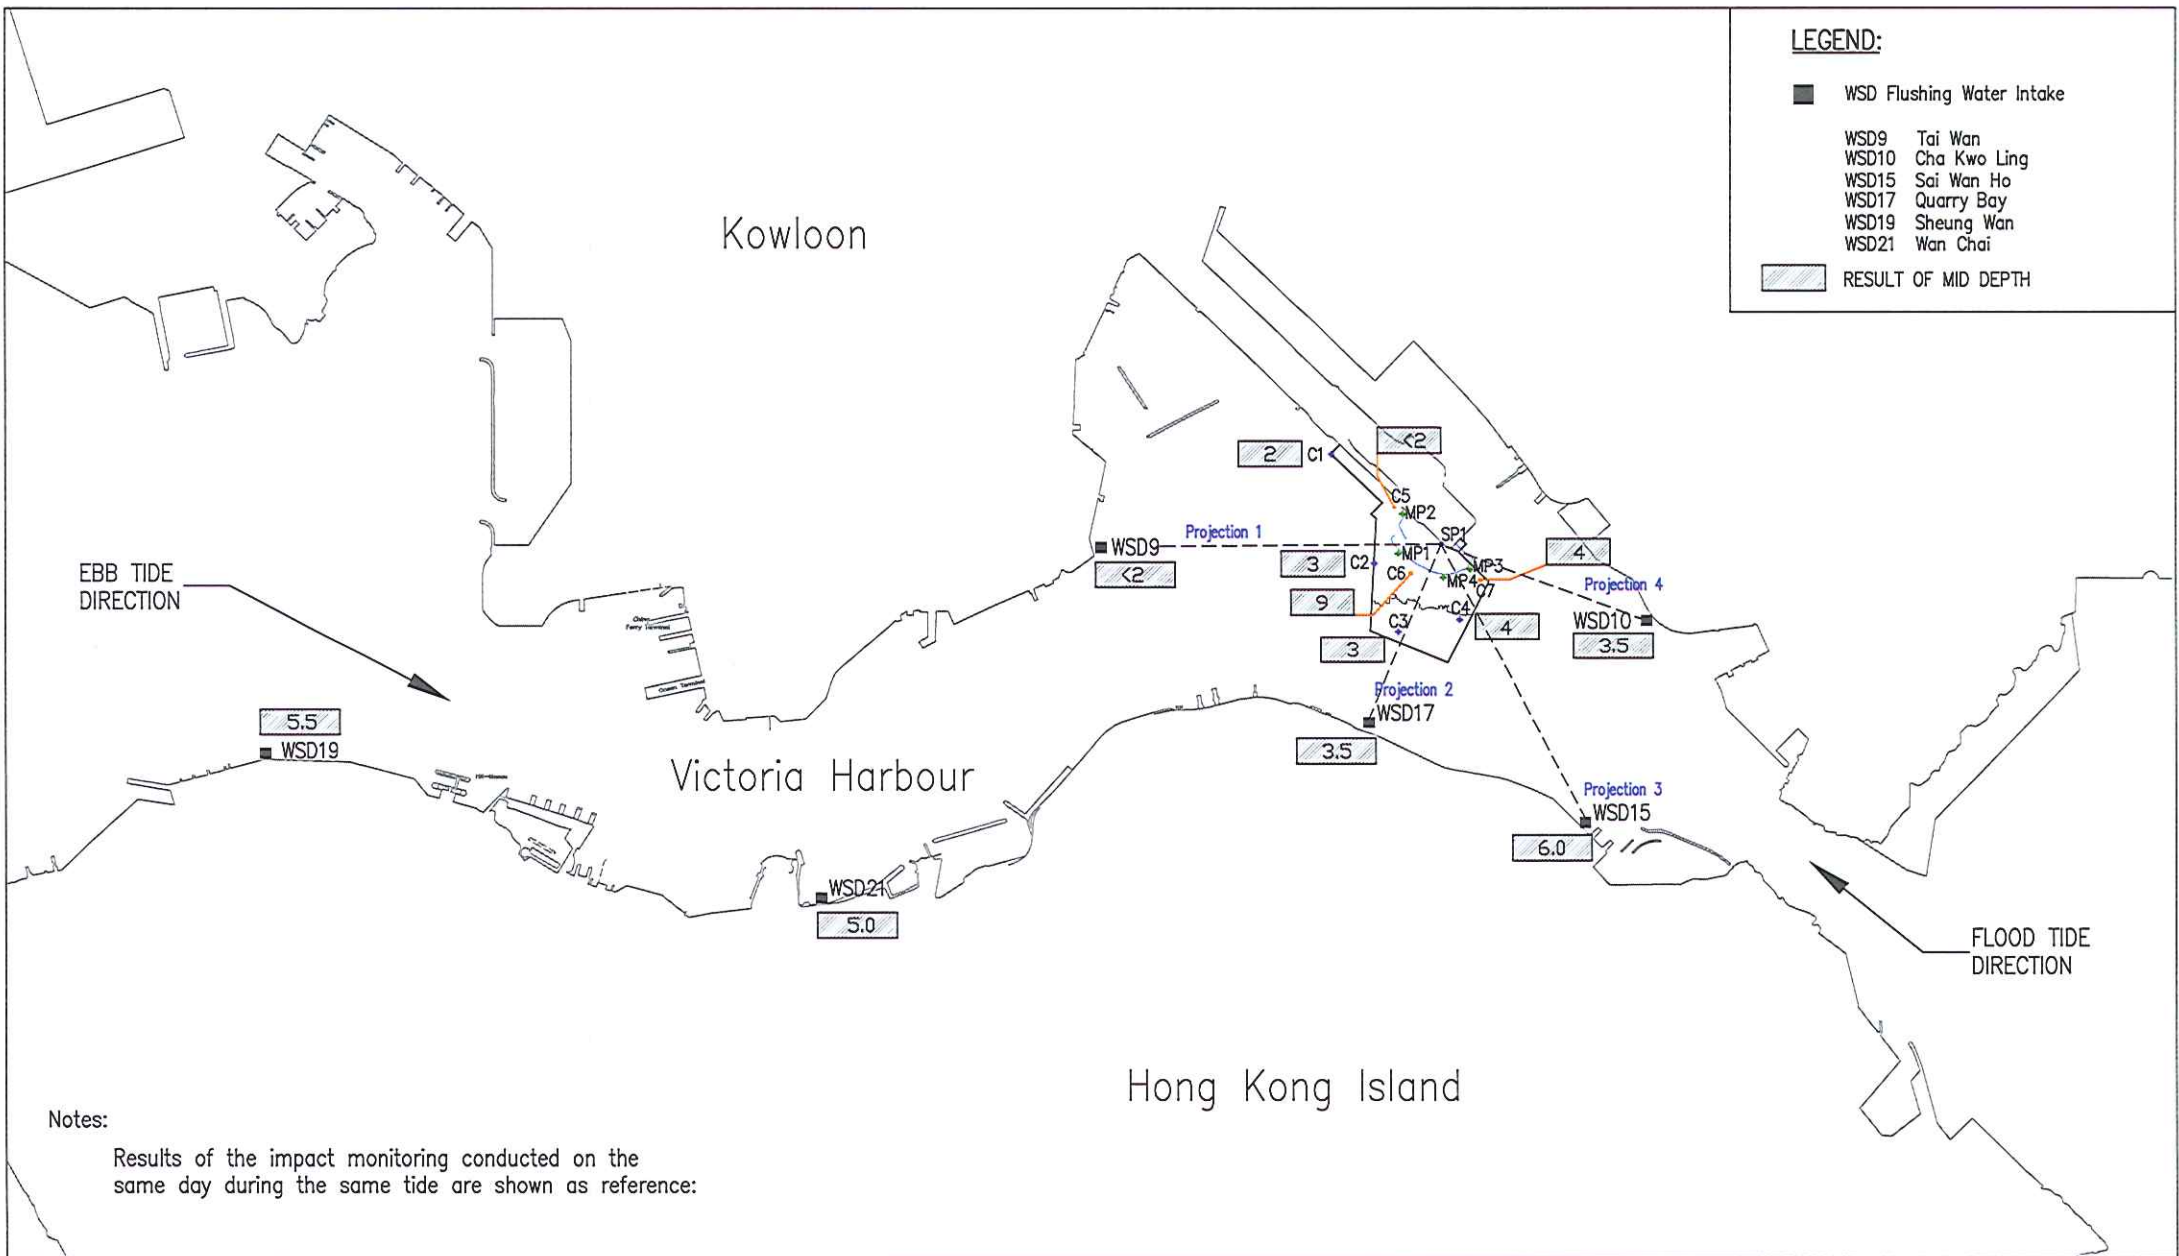 LEGEND:
WSD Flushing Water Intake
WSD9 Tai Wan
WSD10 Cha Kwo Ling
WSD15 Sai Wan Ho
WSD17 Quarry Bay
WSD19 Sheung Wan
WSD21 Wan Chai
RESULT OF MID DEPTH
Kowloon
<2
2 C1
C5
MP2
SP1
Projection 1
WSD9
<2
MP1
3 C2
4
MP3
C6
MP4
C7
Projection 4
9
C4
C3
4
WSD10
3.5
3
EBB TIDE
DIRECTION
China
Ferry Terminal
Ocean Terminal
Projection 2
WSD17
3.5
5.5
WSD19
Victoria Harbour
Projection 3
WSD15
6.0
WSD21
5.0
FLOOD TIDE
DIRECTION
Hong Kong Island
Notes:
Results of the impact monitoring conducted on the
same day during the same tide are shown as reference: